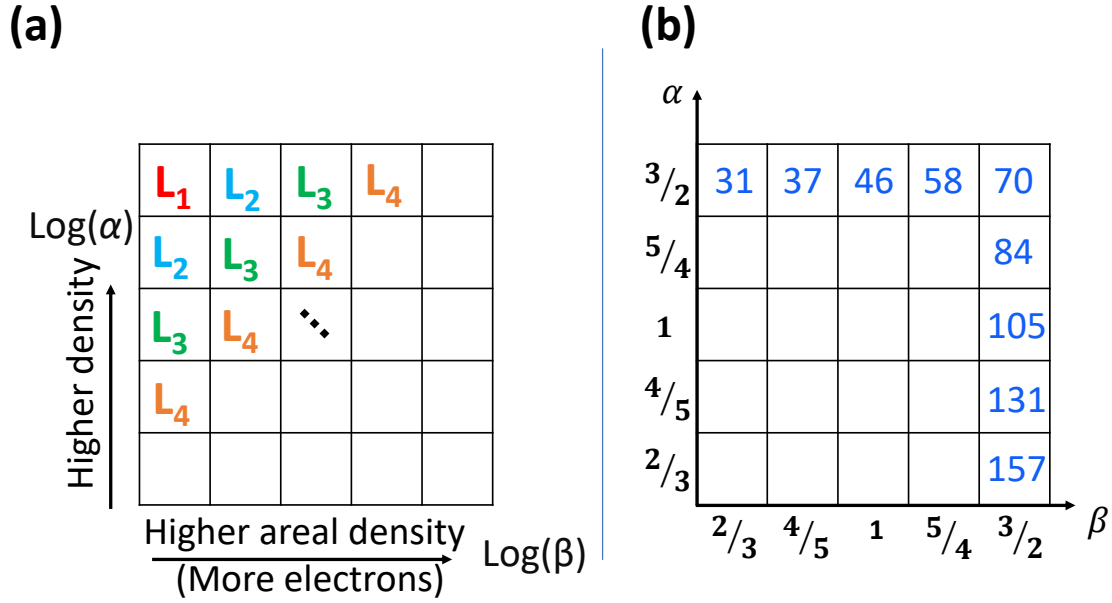 (a)
L₁ L₂ L₃ L₄
Log(α)
L₂ L₃ L₄
L₃ L₄
L₄
Higher density
Higher areal density
(More electrons)
Log(β)
(b)
α
3/2 31 37 46 58 70
5/4 84
1 105
4/5 131
2/3 157
2/3 4/5 1 5/4 3/2
β